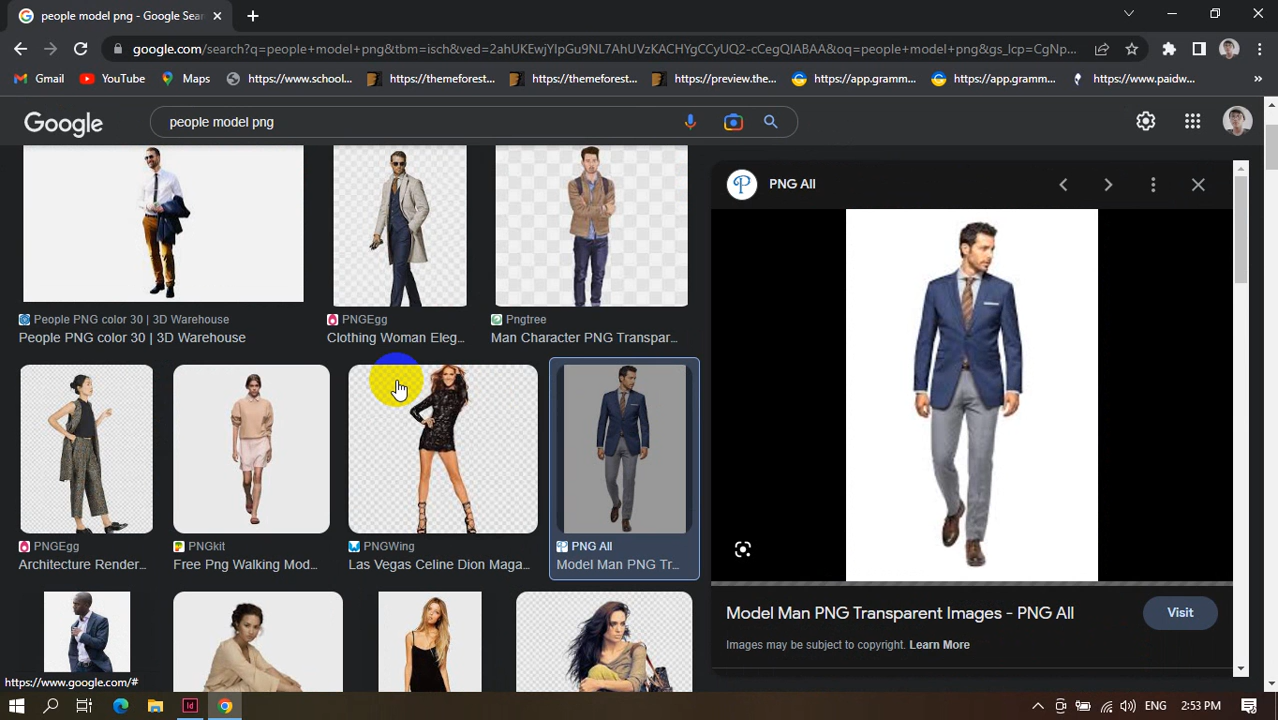 people model png - Google Sear
google.com/search?q=people+model+png&tbm=isch&ved=2ahUKEwjYpGu9NL7AhUVzKACHYgCCyUQ2-cCegQIABAA&oq=people+model+png&gs_lcp=CgNp...
Gmail
YouTube
Maps
https://www.school...
https://themeforest...
https://themeforest...
https://preview.the...
https://app.gramm...
https://app.gramm...
https://www.paidw...
Google
people model png
People PNG color 30 | 3D Warehouse
People PNG color 30 | 3D Warehouse
PNGEgg
Clothing Woman Eleg...
Pngtree
Man Character PNG Transpar...
PNGEgg
Architecture Render...
PNGkit
Free Png Walking Mod...
PNGWing
Las Vegas Celine Dion Maga...
PNG All
Model Man PNG Tr...
PNG All
Model Man PNG Transparent Images - PNG All
Visit
Images may be subject to copyright. Learn More
https://www.google.com/#
Id
ENG
2:53 PM